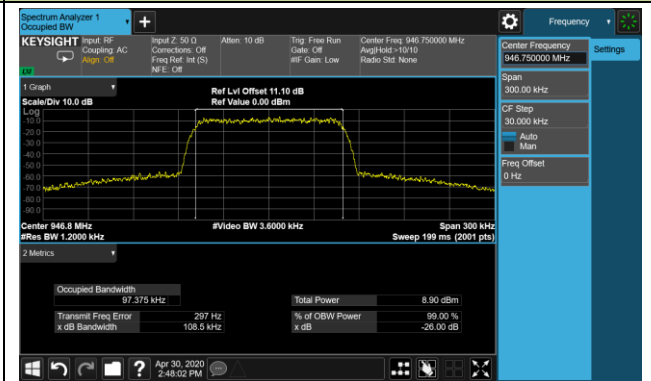 Spectrum Analyzer 1
Occupied BW
Frequency
KEYSIGHT
Input: RF
Coupling: AC
Align: Off
Input Z: 50 Ω
Corrections: Off
Freq Ref: Int (S)
NFE: Off
Atten: 10 dB
Trig: Free Run
Gate: Off
#IF Gain: Low
Center Freq: 946.750000 MHz
Avg|Hold:>10/10
Radio Std: None
Center Frequency
946.750000 MHz
Settings
Span
300.00 kHz
CF Step
30.000 kHz
Auto
Man
Freq Offset
0 Hz
1 Graph
Scale/Div 10.0 dB
Ref Lvl Offset 11.10 dB
Ref Value 0.00 dBm
Log
-10.0
-20.0
-30.0
-40.0
-50.0
-60.0
-70.0
-80.0
-90.0
Center 946.8 MHz
#Video BW 3.6000 kHz
Span 300 kHz
#Res BW 1.2000 kHz
Sweep 199 ms (2001 pts)
2 Metrics
Occupied Bandwidth
97.375 kHz
Total Power 8.90 dBm
Transmit Freq Error 297 Hz
% of OBW Power 99.00 %
x dB Bandwidth 108.5 kHz
x dB -26.00 dB
?
Apr 30, 2020
2:48:02 PM